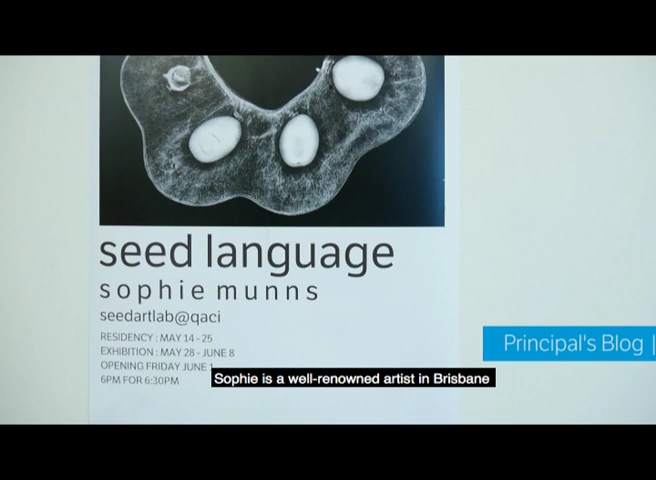 seed language
sophie munns
seedartlab@qaci
RESIDENCY : MAY 14 - 25
EXHIBITION : MAY 28 - JUNE 8
OPENING FRIDAY JUNE
6PM FOR 6:30PM
Principal's Blog |
Sophie is a well-renowned artist in Brisbane